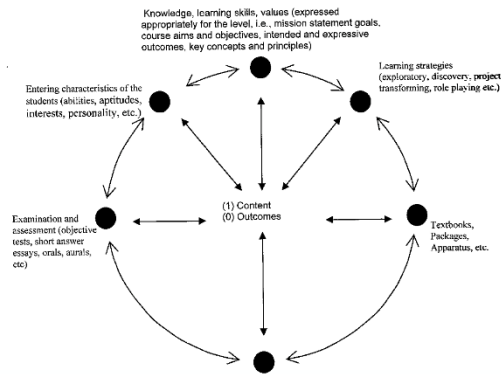 Knowledge, learning skills, values (expressed
appropriately for the level, i.e., mission statement goals,
course aims and objectives, intended and expressive
outcomes, key concepts and principles)
Learning strategies
(exploratory, discovery, project
transforming, role playing etc.)
Entering characteristics of the
students (abilities, aptitudes,
interests, personality, etc.)
(1) Content
(0) Outcomes
Examination and
assessment (objective
tests, short answer
essays, orals, aurals,
etc)
Textbooks,
Packages,
Apparatus, etc.